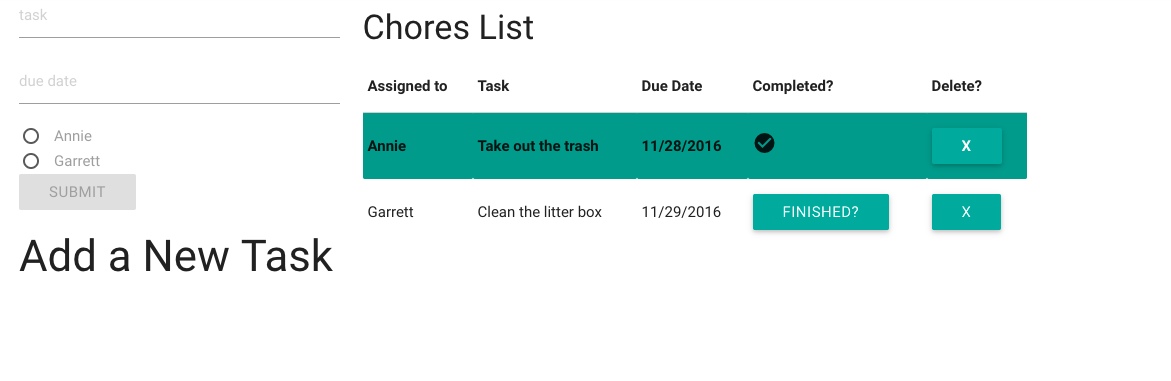 task
due date
Annie
Garrett
SUBMIT
Add a New Task
Chores List
Assigned to Task Due Date Completed? Delete?
Annie Take out the trash 11/28/2016 X
Garrett Clean the litter box 11/29/2016 FINISHED? X